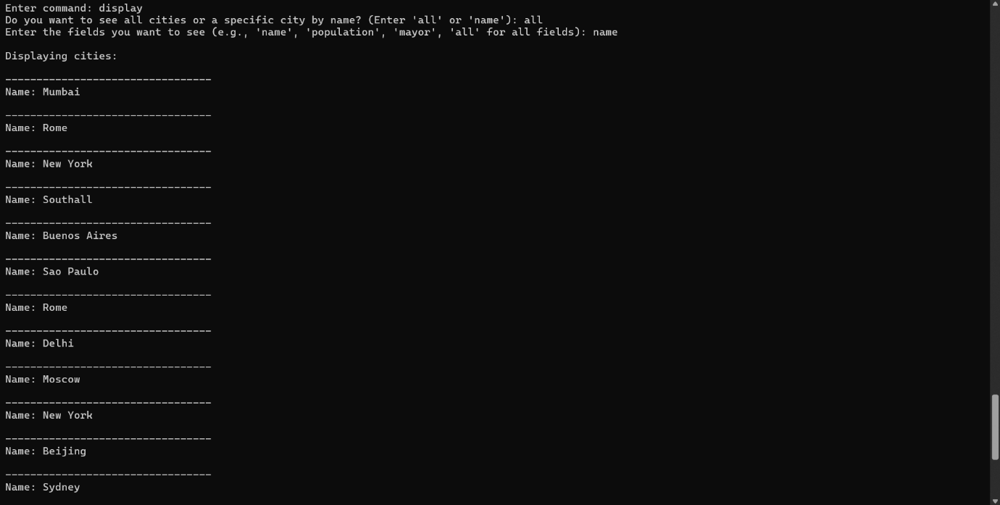 Enter command: display
Do you want to see all cities or a specific city by name? (Enter 'all' or 'name'): all
Enter the fields you want to see (e.g., 'name', 'population', 'mayor', 'all' for all fields): name
Displaying cities:
---------------------------------
Name: Mumbai
---------------------------------
Name: Rome
---------------------------------
Name: New York
---------------------------------
Name: Southall
---------------------------------
Name: Buenos Aires
---------------------------------
Name: Sao Paulo
---------------------------------
Name: Rome
---------------------------------
Name: Delhi
---------------------------------
Name: Moscow
---------------------------------
Name: New York
---------------------------------
Name: Beijing
---------------------------------
Name: Sydney